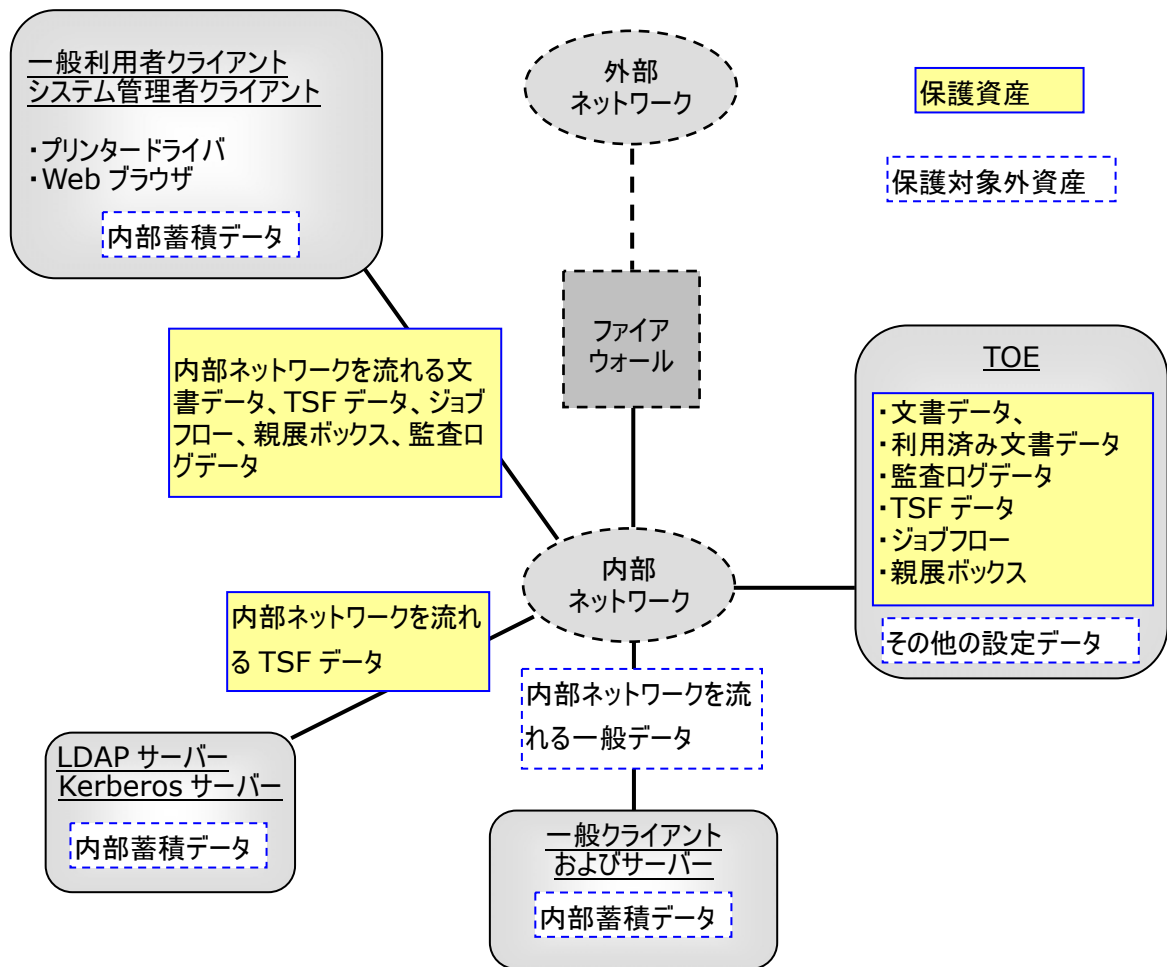 一般利用者クライアント
システム管理者クライアント
・プリンタードライバ
・Web ブラウザ
内部蓄積データ
外部
ネットワーク
保護資産
保護対象外資産
ファイア
ウォール
内部ネットワークを流れる文
書データ、TSF データ、ジョブ
フロー、親展ボックス、監査ロ
グデータ
TOE
・文書データ、
・利用済み文書データ
・監査ログデータ
・TSF データ
・ジョブフロー
・親展ボックス
その他の設定データ
内部
ネットワーク
内部ネットワークを流れ
る TSF データ
内部ネットワークを流
れる一般データ
LDAP サーバー
Kerberos サーバー
内部蓄積データ
一般クライアント
およびサーバー
内部蓄積データ